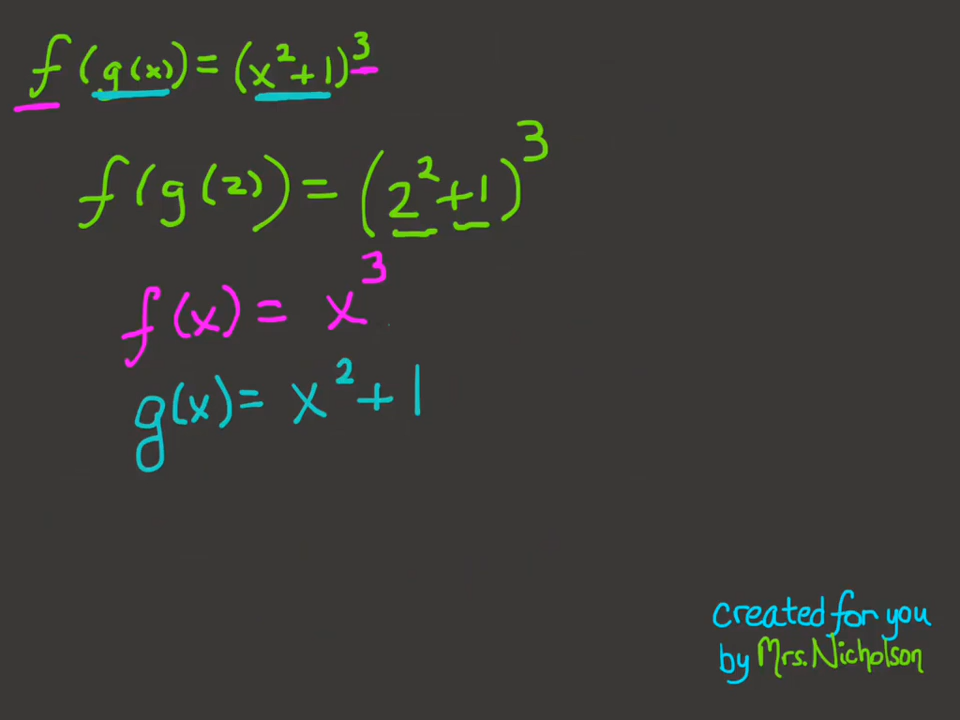 f(g(x)) = (x²+1)³
f(g(2)) = (2²+1)³
f(x) = x³
g(x) = x²+1
created for you
by Mrs. Nicholson